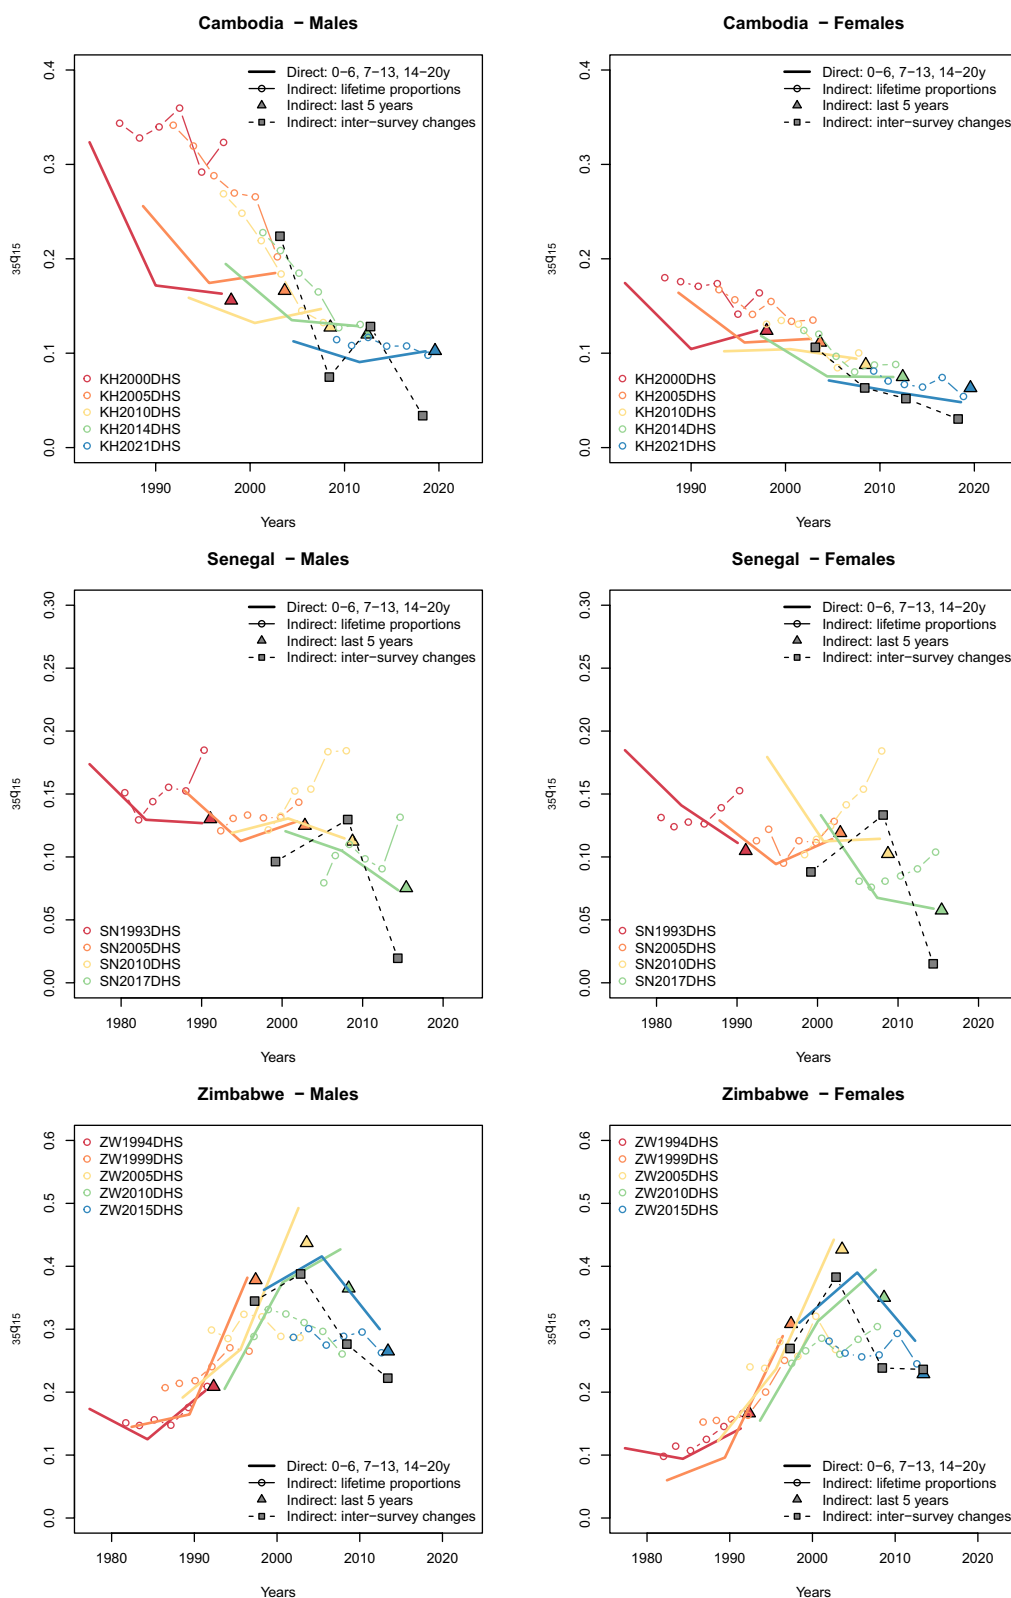 Cambodia − Males
35q15
0.4
0.3
0.2
0.1
0.0
Direct: 0−6, 7−13, 14−20y
Indirect: lifetime proportions
Indirect: last 5 years
Indirect: inter−survey changes
KH2000DHS
KH2005DHS
KH2010DHS
KH2014DHS
KH2021DHS
1990 2000 2010 2020
Years
Cambodia − Females
35q15
0.4
0.3
0.2
0.1
0.0
Direct: 0−6, 7−13, 14−20y
Indirect: lifetime proportions
Indirect: last 5 years
Indirect: inter−survey changes
KH2000DHS
KH2005DHS
KH2010DHS
KH2014DHS
KH2021DHS
1990 2000 2010 2020
Years
Senegal − Males
35q15
0.30
0.25
0.20
0.15
0.10
0.05
0.00
Direct: 0−6, 7−13, 14−20y
Indirect: lifetime proportions
Indirect: last 5 years
Indirect: inter−survey changes
SN1993DHS
SN2005DHS
SN2010DHS
SN2017DHS
1980 1990 2000 2010 2020
Years
Senegal − Females
35q15
0.30
0.25
0.20
0.15
0.10
0.05
0.00
Direct: 0−6, 7−13, 14−20y
Indirect: lifetime proportions
Indirect: last 5 years
Indirect: inter−survey changes
SN1993DHS
SN2005DHS
SN2010DHS
SN2017DHS
1980 1990 2000 2010 2020
Years
Zimbabwe − Males
35q15
0.6
0.5
0.4
0.3
0.2
0.1
0.0
ZW1994DHS
ZW1999DHS
ZW2005DHS
ZW2010DHS
ZW2015DHS
Direct: 0−6, 7−13, 14−20y
Indirect: lifetime proportions
Indirect: last 5 years
Indirect: inter−survey changes
1980 1990 2000 2010 2020
Years
Zimbabwe − Females
35q15
0.6
0.5
0.4
0.3
0.2
0.1
0.0
ZW1994DHS
ZW1999DHS
ZW2005DHS
ZW2010DHS
ZW2015DHS
Direct: 0−6, 7−13, 14−20y
Indirect: lifetime proportions
Indirect: last 5 years
Indirect: inter−survey changes
1980 1990 2000 2010 2020
Years